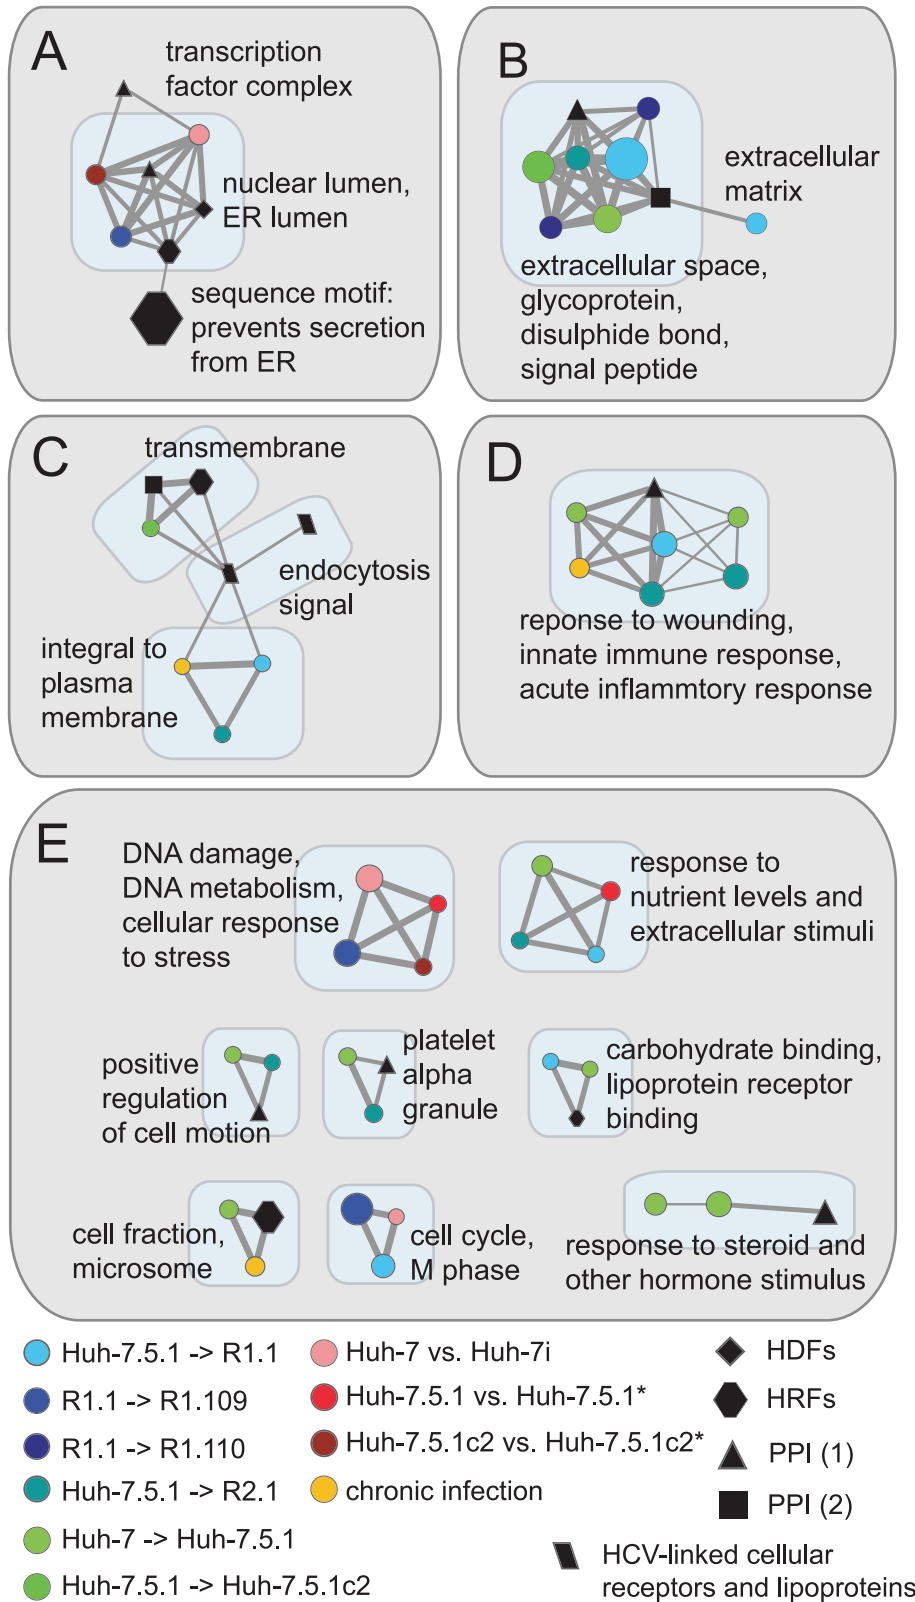 A
transcription
factor complex
nuclear lumen,
ER lumen
sequence motif:
prevents secretion
from ER
B
extracellular
matrix
extracellular space,
glycoprotein,
disulphide bond,
signal peptide
C
transmembrane
endocytosis
signal
integral to
plasma
membrane
D
reponse to wounding,
innate immune response,
acute inflammtory response
E
DNA damage,
DNA metabolism,
cellular response
to stress
response to
nutrient levels and
extracellular stimuli
positive
regulation
of cell motion
platelet
alpha
granule
carbohydrate binding,
lipoprotein receptor
binding
cell fraction,
microsome
cell cycle,
M phase
response to steroid and
other hormone stimulus
Huh-7.5.1 -> R1.1
R1.1 -> R1.109
R1.1 -> R1.110
Huh-7.5.1 -> R2.1
Huh-7 -> Huh-7.5.1
Huh-7.5.1 -> Huh-7.5.1c2
Huh-7 vs. Huh-7i
Huh-7.5.1 vs. Huh-7.5.1*
Huh-7.5.1c2 vs. Huh-7.5.1c2*
chronic infection
HDFs
HRFs
PPI (1)
PPI (2)
HCV-linked cellular
receptors and lipoproteins